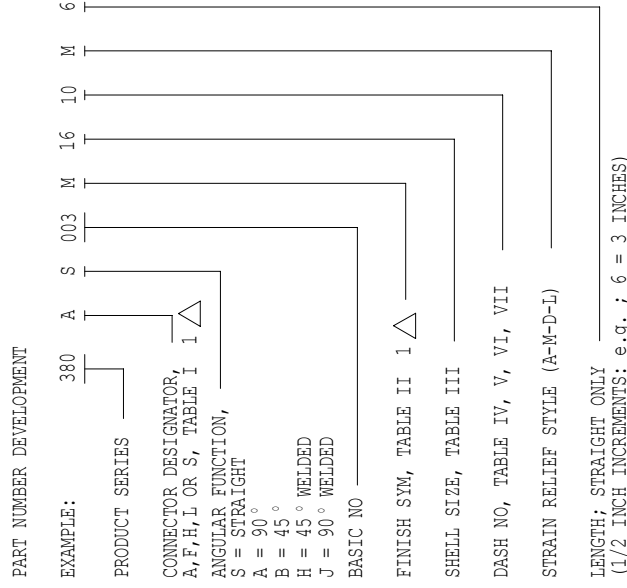 PART NUMBER DEVELOPMENT
EXAMPLE: 380 A S 003 M 16 10 M 6
PRODUCT SERIES
CONNECTOR DESIGNATOR,
A,F,H,L OR S, TABLE I 1
ANGULAR FUNCTION,
S = STRAIGHT
A = 90°
B = 45°
H = 45° WELDED
J = 90° WELDED
BASIC NO
FINISH SYM, TABLE II 1
SHELL SIZE, TABLE III
DASH NO, TABLE IV, V, VI, VII
STRAIN RELIEF STYLE (A-M-D-L)
LENGTH; STRAIGHT ONLY
(1/2 INCH INCREMENTS: e.g. ; 6 = 3 INCHES)